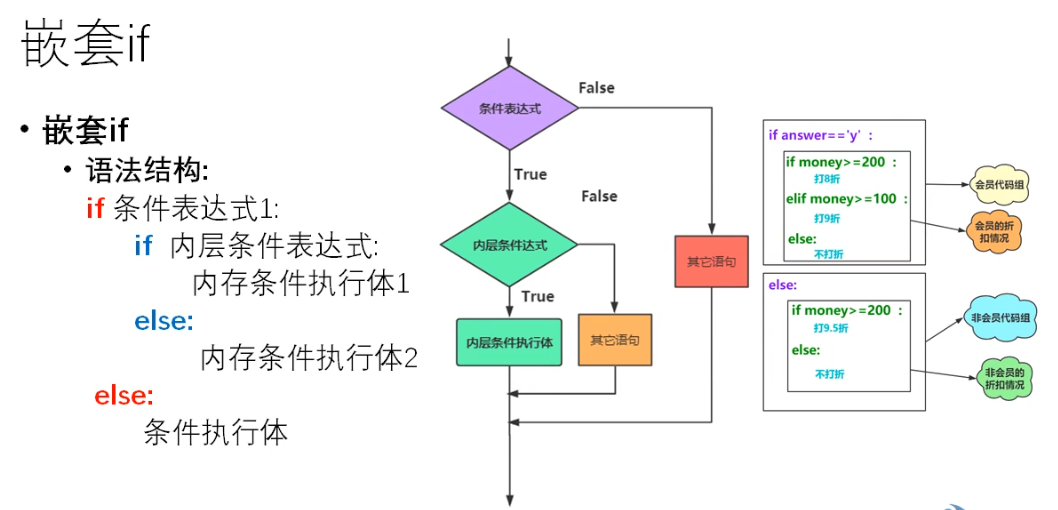 嵌套if
• 嵌套if
• 语法结构:
if 条件表达式1:
if 内层条件表达式:
内存条件执行体1
else:
内存条件执行体2
else:
条件执行体
条件表达式
False
True
内层条件达式
False
True
内层条件执行体
其它语句
其它语句
if answer=='y' :
if money>=200 :
打8折
elif money>=100 :
打9折
else:
不打折
会员代码组
会员的折
扣情况
else:
if money>=200 :
打9.5折
else:
不打折
非会员代码组
非会员的
折扣情况